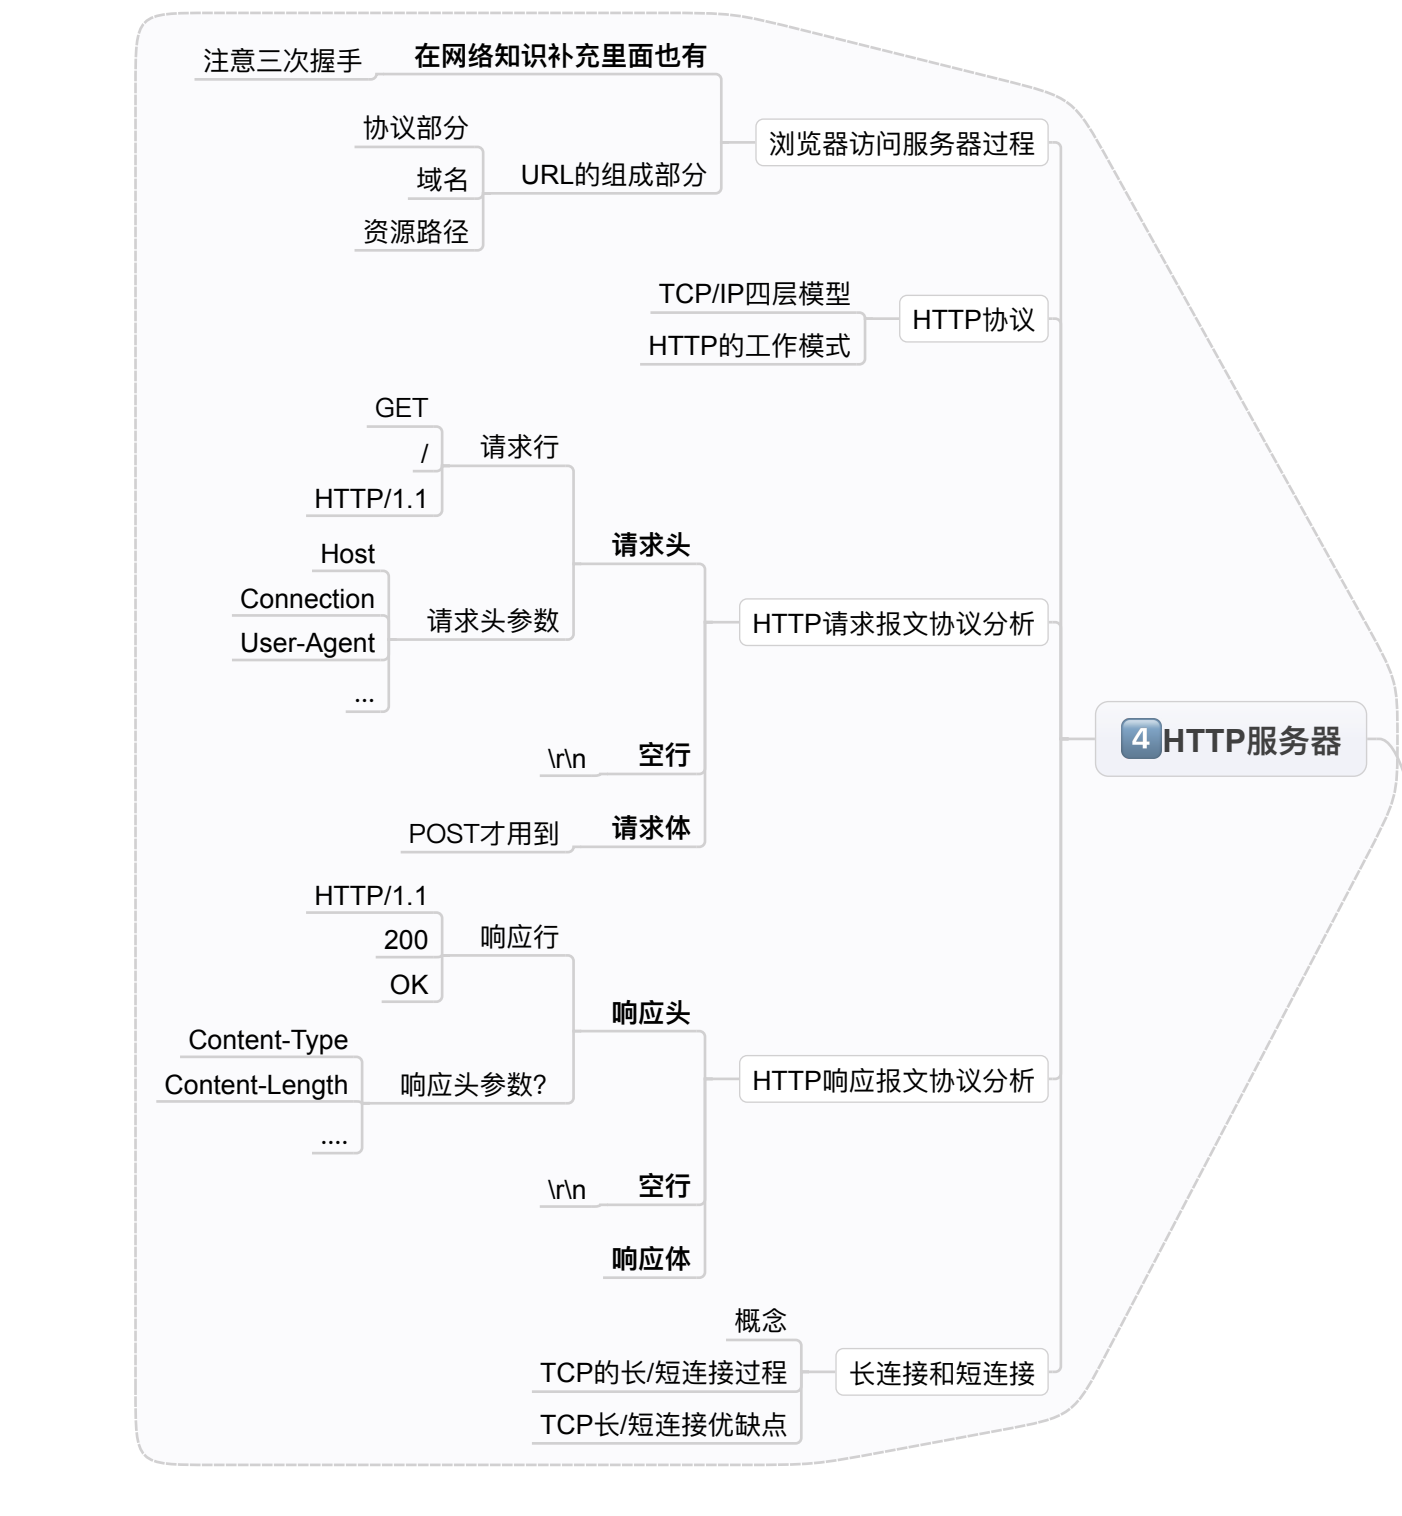 在网络知识补充里面也有
注意三次握手
协议部分
浏览器访问服务器过程
URL的组成部分
域名
资源路径
TCP/IP四层模型
HTTP协议
HTTP的工作模式
GET
请求行
/
HTTP/1.1
请求头
Host
Connection
请求头参数
HTTP请求报文协议分析
User-Agent
...
4 HTTP服务器
空行
\r\n
请求体
POST才用到
HTTP/1.1
响应行
200
OK
响应头
Content-Type
HTTP响应报文协议分析
响应头参数?
Content-Length
....
空行
\r\n
响应体
概念
TCP的长/短连接过程
长连接和短连接
TCP长/短连接优缺点